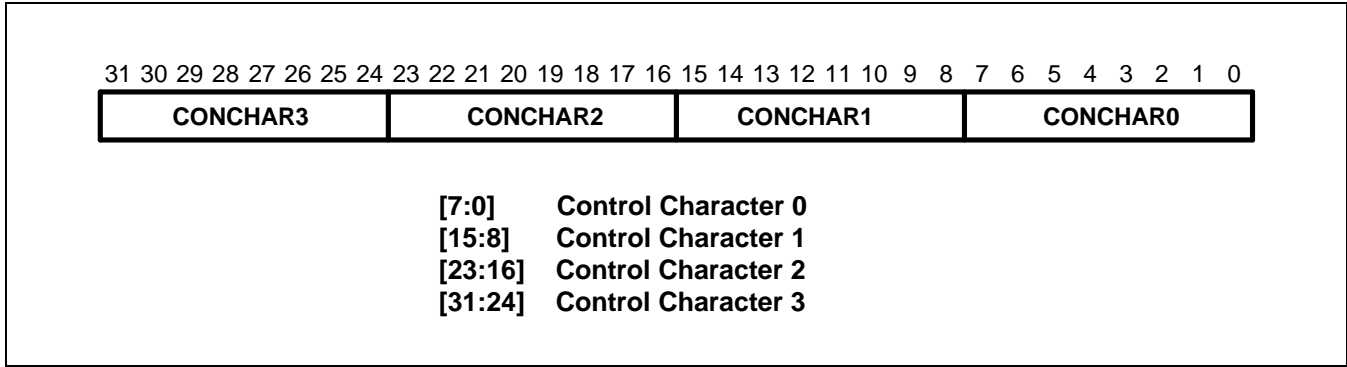 31 30 29 28 27 26 25 24 23 22 21 20 19 18 17 16 15 14 13 12 11 10 9 8 7 6 5 4 3 2 1 0
CONCHAR3 CONCHAR2 CONCHAR1 CONCHAR0
[7:0] Control Character 0
[15:8] Control Character 1
[23:16] Control Character 2
[31:24] Control Character 3